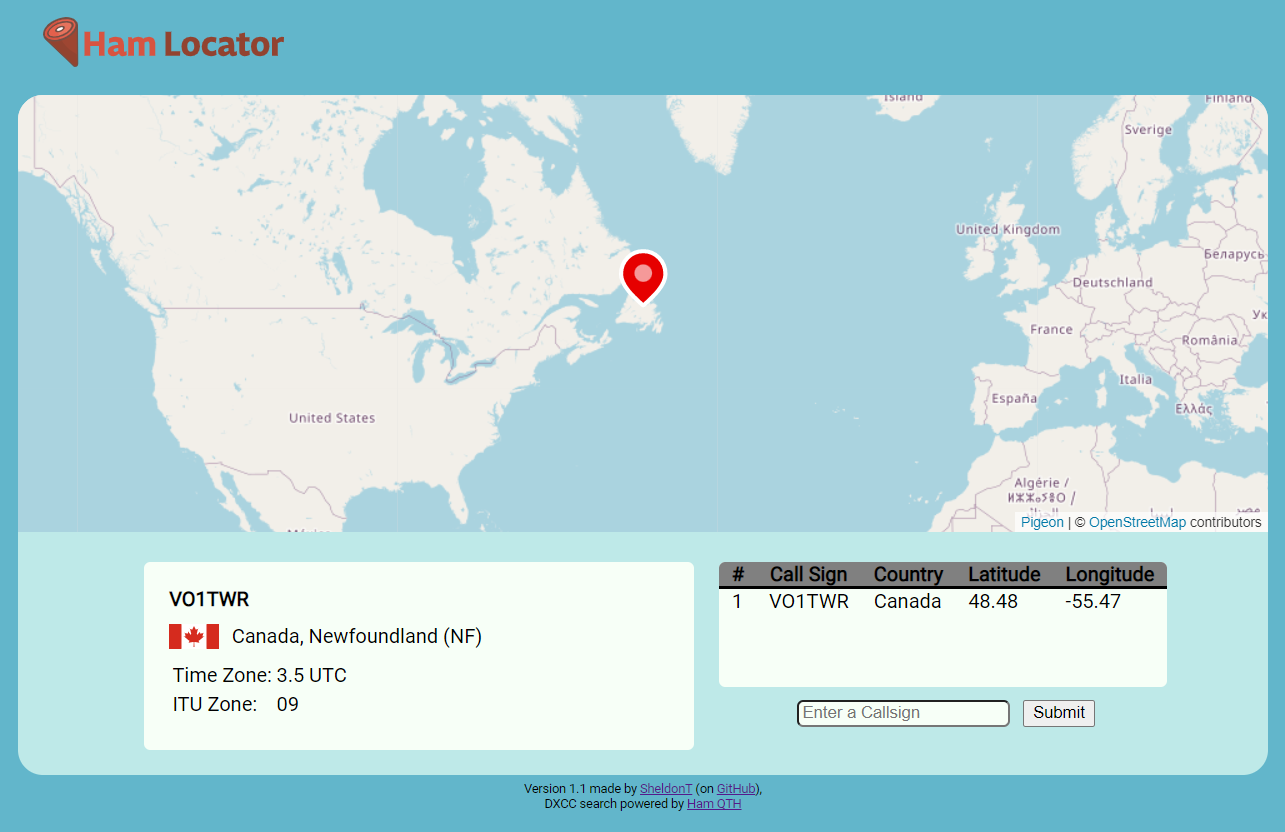 Ham Locator
Island
Finland
Sverige
United Kingdom
Беларусь
Deutschland
France
România
Italia
España
Ελλάς
United States
Algérie /
ⵍⵣⵣⴰⵢⴻⵔ /
Pigeon | © OpenStreetMap contributors
VO1TWR
Canada, Newfoundland (NF)
Time Zone: 3.5 UTC
ITU Zone: 09
# Call Sign Country Latitude Longitude
1 VO1TWR Canada 48.48 -55.47
Enter a Callsign Submit
Version 1.1 made by SheldonT (on GitHub),
DXCC search powered by Ham QTH